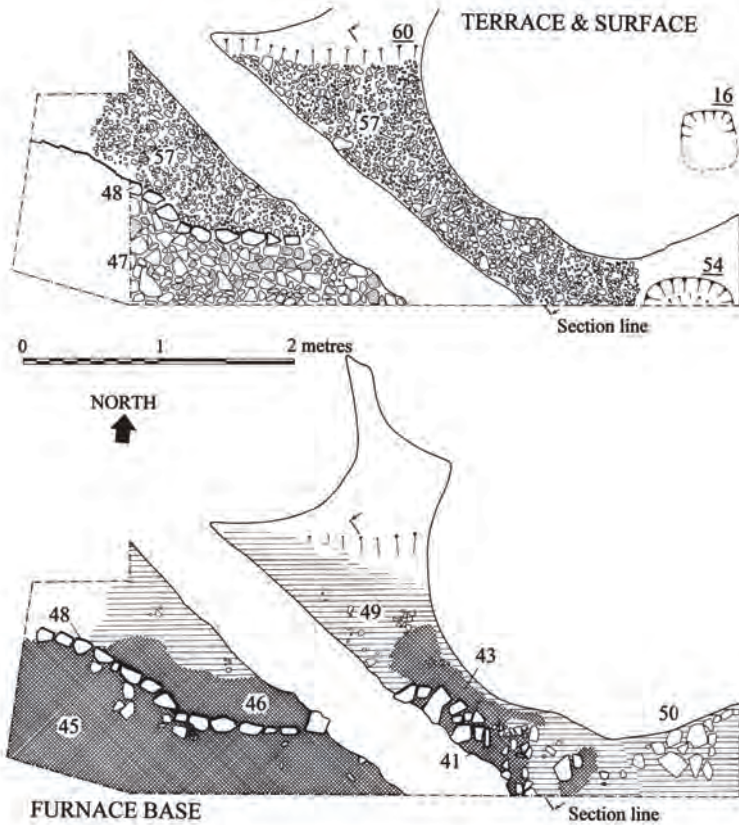 TERRACE & SURFACE
60
57
57
16
48
47
54
Section line
0 2 metres
NORTH
49
48
43
46
50
45
41
FURNACE BASE
Section line